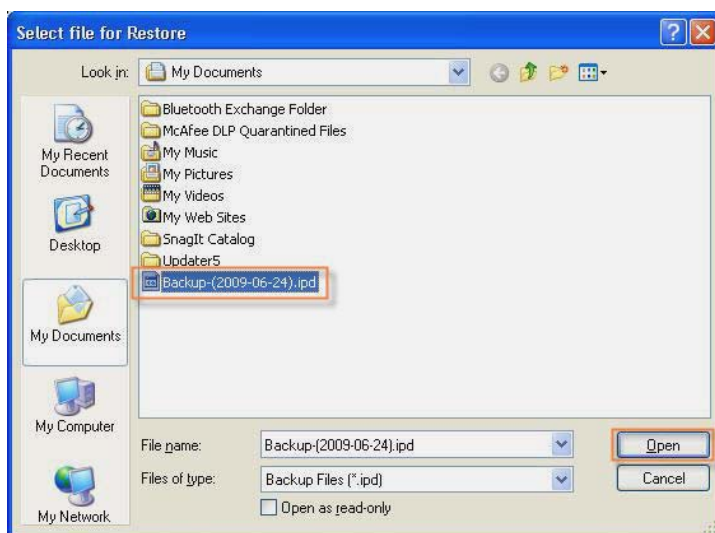 Select file for Restore
Look in: My Documents
My Recent Documents
Desktop
My Documents
My Computer
My Network
Bluetooth Exchange Folder
McAfee DLP Quarantined Files
My Music
My Pictures
My Videos
My Web Sites
SnagIt Catalog
Updater5
Backup-(2009-06-24).ipd
File name: Backup-(2009-06-24).ipd Open
Files of type: Backup Files (*.ipd) Cancel
Open as read-only